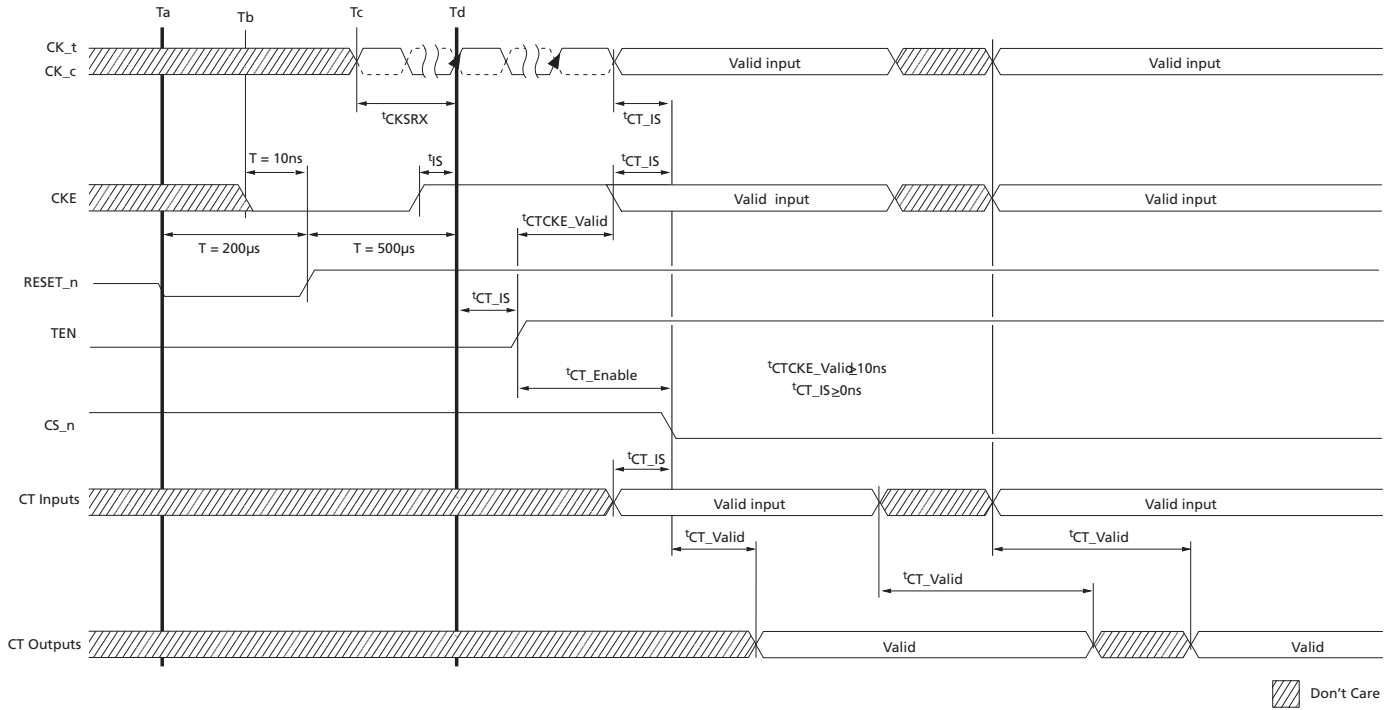 Ta Tb Tc Td
CK_t
CK_c
Valid input
Valid input
tCKSRX
tCT_IS
T = 10ns
tIS
tCT_IS
CKE
Valid input
Valid input
tCTCKE_Valid
T = 200µs
T = 500µs
RESET_n
tCT_IS
TEN
tCT_Enable
tCTCKE_Valid≥10ns
tCT_IS≥0ns
CS_n
tCT_IS
CT Inputs
Valid input
Valid input
tCT_Valid
tCT_Valid
tCT_Valid
CT Outputs
Valid
Valid
Don't Care